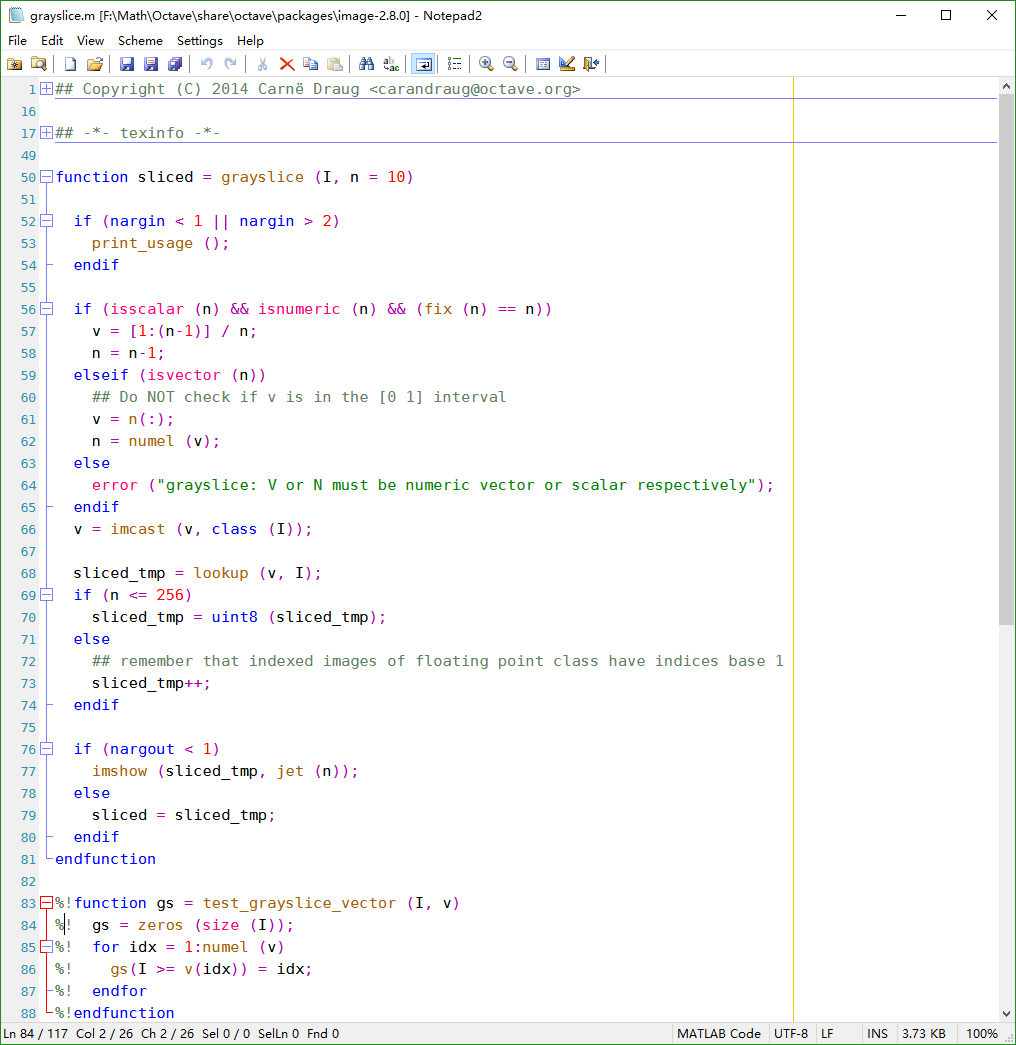 grayslice.m [F:\Math\Octave\share\octave\packages\image-2.8.0] - Notepad2
File Edit View Scheme Settings Help
1 ## Copyright (C) 2014 Carnë Draug <carandraug@octave.org>
16
17 ## -*- texinfo -*-
49
50 function sliced = grayslice (I, n = 10)
51
52   if (nargin < 1 || nargin > 2)
53     print_usage ();
54   endif
55
56   if (isscalar (n) && isnumeric (n) && (fix (n) == n))
57     v = [1:(n-1)] / n;
58     n = n-1;
59   elseif (isvector (n))
60     ## Do NOT check if v is in the [0 1] interval
61     v = n(:);
62     n = numel (v);
63   else
64     error ("grayslice: V or N must be numeric vector or scalar respectively");
65   endif
66   v = imcast (v, class (I));
67
68   sliced_tmp = lookup (v, I);
69   if (n <= 256)
70     sliced_tmp = uint8 (sliced_tmp);
71   else
72     ## remember that indexed images of floating point class have indices base 1
73     sliced_tmp++;
74   endif
75
76   if (nargout < 1)
77     imshow (sliced_tmp, jet (n));
78   else
79     sliced = sliced_tmp;
80   endif
81 endfunction
82
83 %!function gs = test_grayslice_vector (I, v)
84 %!  gs = zeros (size (I));
85 %!  for idx = 1:numel (v)
86 %!    gs(I >= v(idx)) = idx;
87 %!  endfor
88 %!endfunction
Ln 84 / 117 Col 2 / 26 Ch 2 / 26 Sel 0 / 0 SelLn 0 Fnd 0 MATLAB Code UTF-8 LF INS 3.73 KB 100%